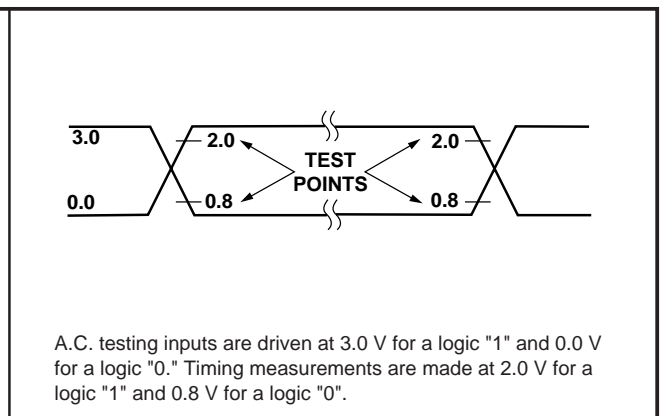 3.0
2.0
TEST
POINTS
2.0
0.0
0.8
0.8
A.C. testing inputs are driven at 3.0 V for a logic "1" and 0.0 V
for a logic "0." Timing measurements are made at 2.0 V for a
logic "1" and 0.8 V for a logic "0".